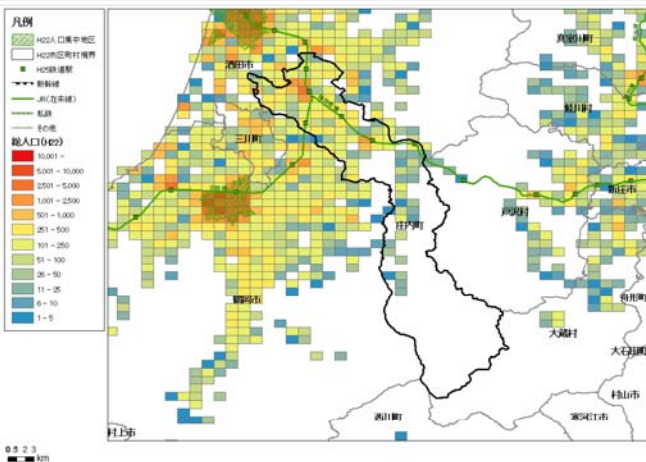 凡例
H22人口集中地区
H22市区町村境界
H25鉄道駅
新幹線
JR(在来線)
私鉄
その他
総人口(H22)
10,001 -
5,001 - 10,000
2,501 - 5,000
1,001 - 2,500
501 - 1,000
251 - 500
101 - 250
51 - 100
26 - 50
11 - 25
6 - 10
1 - 5
酒田市
真室川町
鮭川村
三川町
新庄市
戸沢村
庄内町
鶴岡市
舟形町
大蔵村
大石田町
村山市
西川町
寒河江市
村上市
0 5 2 3
km